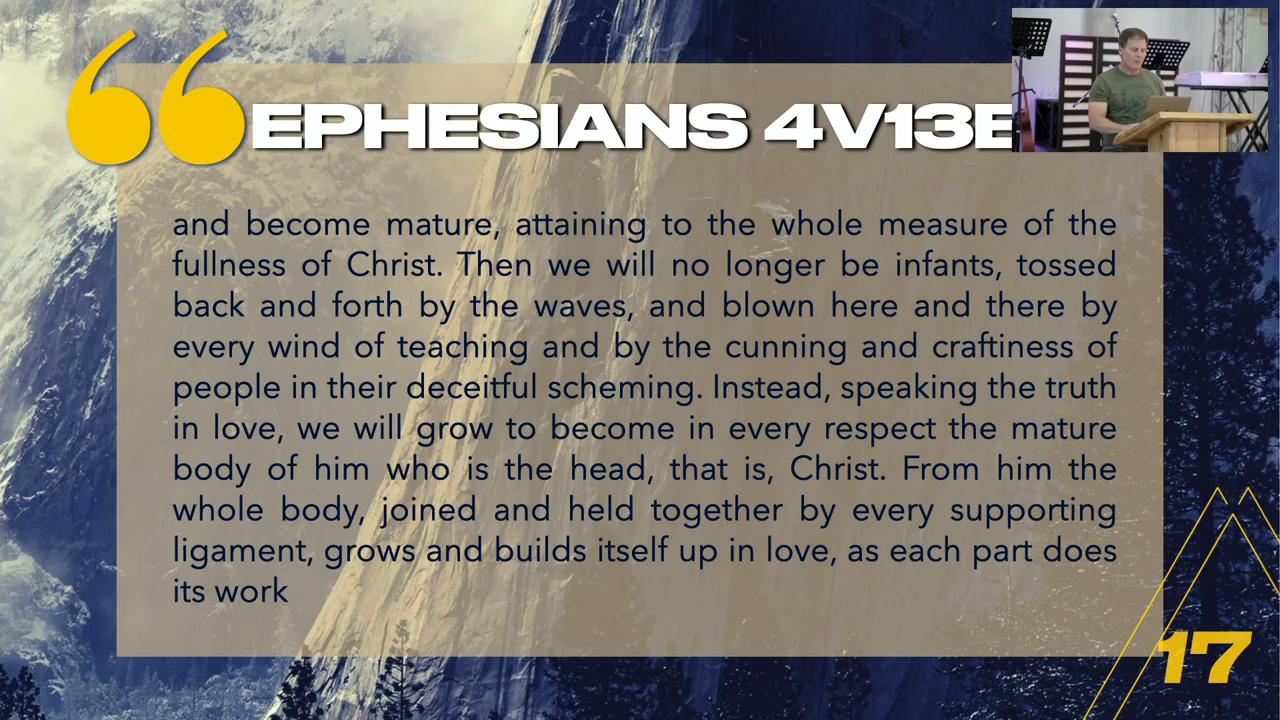 EPHESIANS 4V13B
and become mature, attaining to the whole measure of the
fullness of Christ. Then we will no longer be infants, tossed
back and forth by the waves, and blown here and there by
every wind of teaching and by the cunning and craftiness of
people in their deceitful scheming. Instead, speaking the truth
in love, we will grow to become in every respect the mature
body of him who is the head, that is, Christ. From him the
whole body, joined and held together by every supporting
ligament, grows and builds itself up in love, as each part does
its work
17